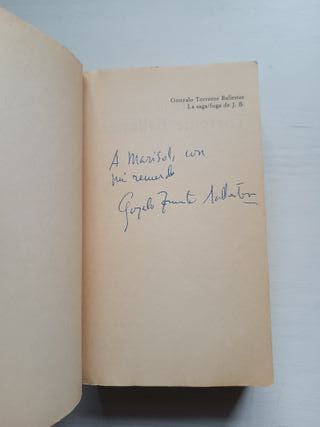 Gonzalo Torrente Ballester
La saga/fuga de J. B.
A Marisol, con
mi recuerdo
Gonzalo Torrente Ballester